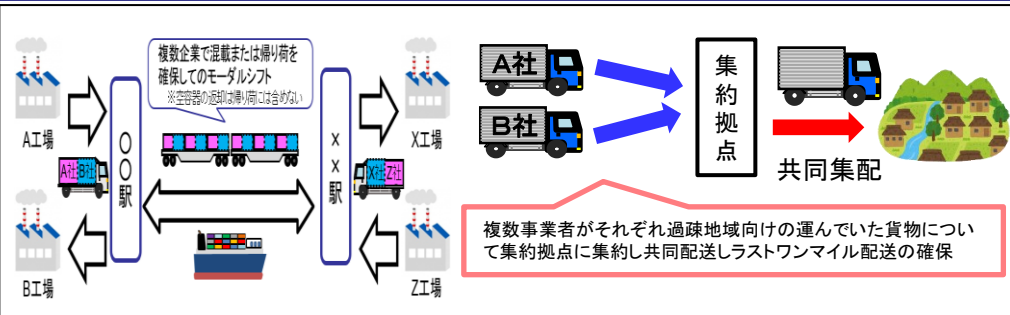 複数企業で混載または帰り荷を
確保してのモーダルシフト
※空容器の返却は帰り荷には含めない
A工場
A社B社
○○駅
××駅
X社Z社
X工場
B工場
Z工場
A社
B社
集約拠点
共同集配
複数事業者がそれぞれ過疎地域向けの運んでいた貨物につい
て集約拠点に集約し共同配送しラストワンマイル配送の確保